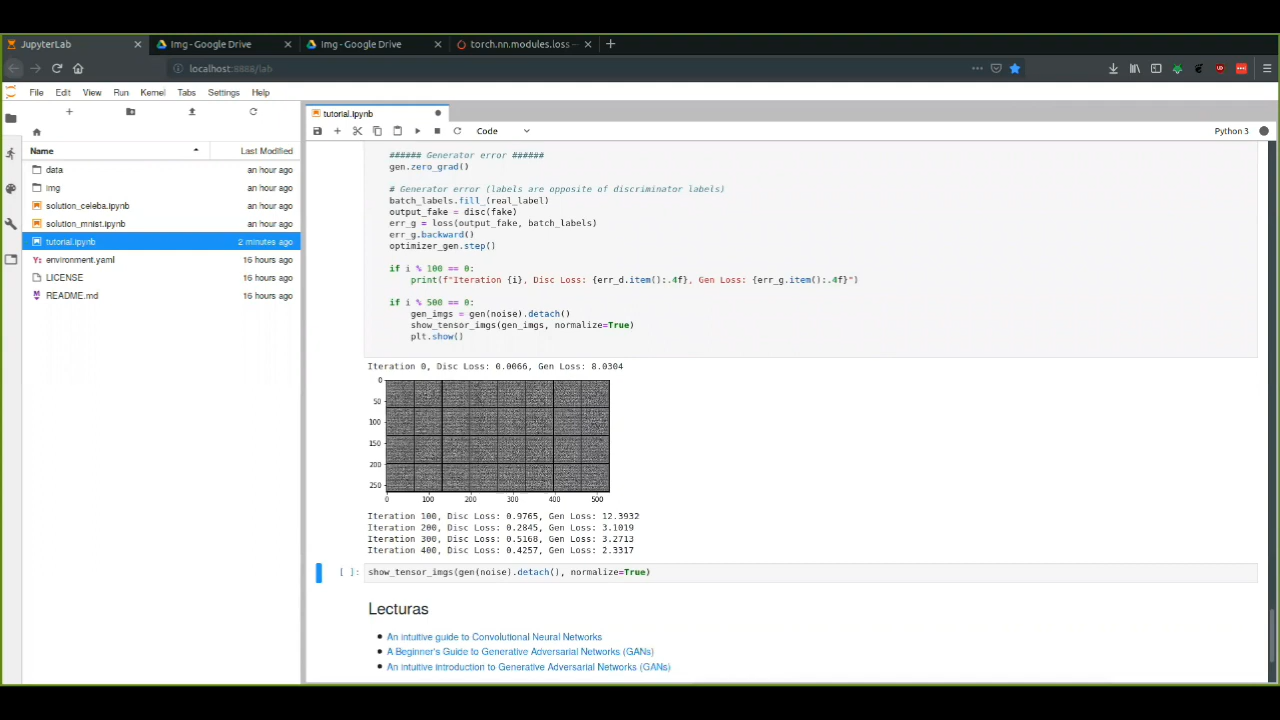 JupyterLab
Img - Google Drive
Img - Google Drive
torch.nn.modules.loss —
localhost:8888/lab
File Edit View Run Kernel Tabs Settings Help
tutorial.ipynb
Code
Python 3
Name Last Modified
data an hour ago
img an hour ago
solution_celeba.ipynb an hour ago
solution_mnist.ipynb an hour ago
tutorial.ipynb 2 minutes ago
Y: environment.yaml 16 hours ago
LICENSE 16 hours ago
README.md 16 hours ago
###### Generator error ######
gen.zero_grad()
# Generator error (labels are opposite of discriminator labels)
batch_labels.fill_(real_label)
output_fake = disc(fake)
err_g = loss(output_fake, batch_labels)
err_g.backward()
optimizer_gen.step()
if i % 100 == 0:
print(f"Iteration {i}, Disc Loss: {err_d.item():.4f}, Gen Loss: {err_g.item():.4f}")
if i % 500 == 0:
gen_imgs = gen(noise).detach()
show_tensor_imgs(gen_imgs, normalize=True)
plt.show()
Iteration 0, Disc Loss: 0.0066, Gen Loss: 8.0304
0
50
100
150
200
250
0 100 200 300 400 500
Iteration 100, Disc Loss: 0.9765, Gen Loss: 12.3932
Iteration 200, Disc Loss: 0.2845, Gen Loss: 3.1019
Iteration 300, Disc Loss: 0.5168, Gen Loss: 3.2713
Iteration 400, Disc Loss: 0.4257, Gen Loss: 2.3317
[ ]: show_tensor_imgs(gen(noise).detach(), normalize=True)
Lecturas
• An intuitive guide to Convolutional Neural Networks
• A Beginner's Guide to Generative Adversarial Networks (GANs)
• An intuitive introduction to Generative Adversarial Networks (GANs)